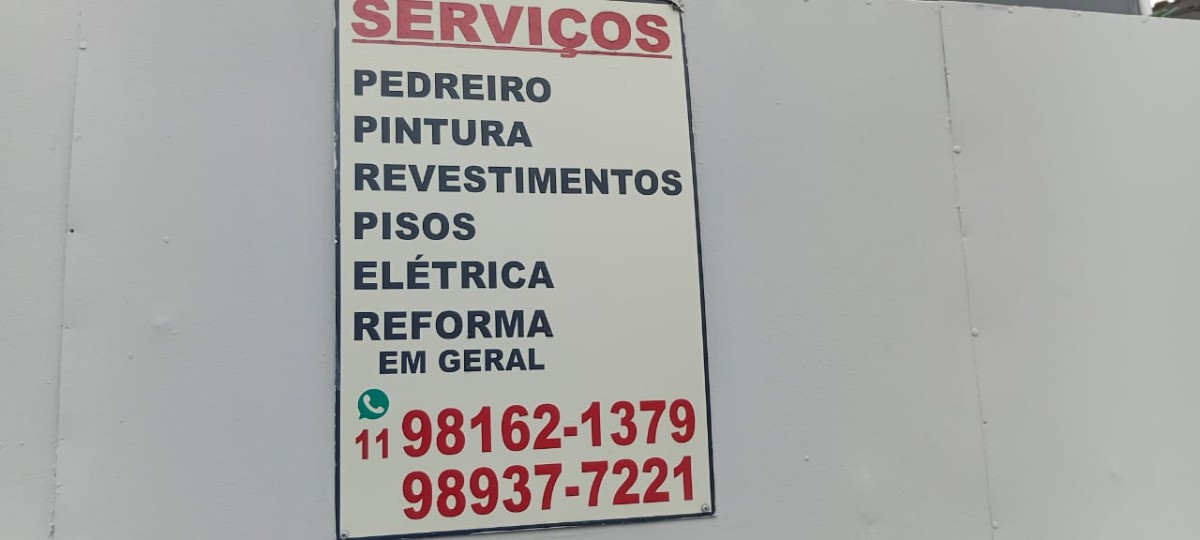 SERVIÇOS
PEDREIRO
PINTURA
REVESTIMENTOS
PISOS
ELÉTRICA
REFORMA
EM GERAL
11 98162-1379
98937-7221